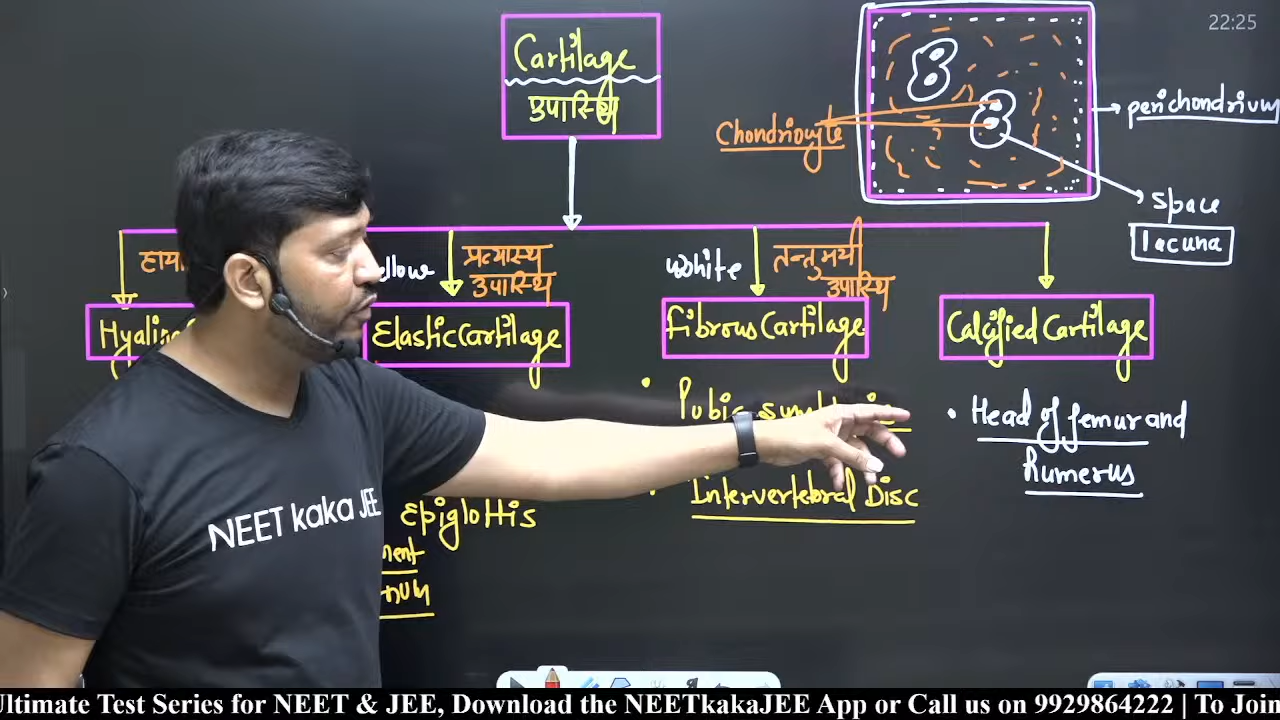 22:25
Cartilage
उपास्थि
Chondriocyte
perichondrium
space
lacuna
प्रत्यास्थ
उपास्थि
White
तन्तुमयी
उपास्थि
Elastic Cartilage
fibrous Cartilage
Calcified Cartilage
• Pubic
• Head of femur and
humerus
Intervertebral Disc
Epiglottis
NEET kaka JEE
Ultimate Test Series for NEET & JEE, Download the NEETkakaJEE App or Call us on 9929864222 | To Join